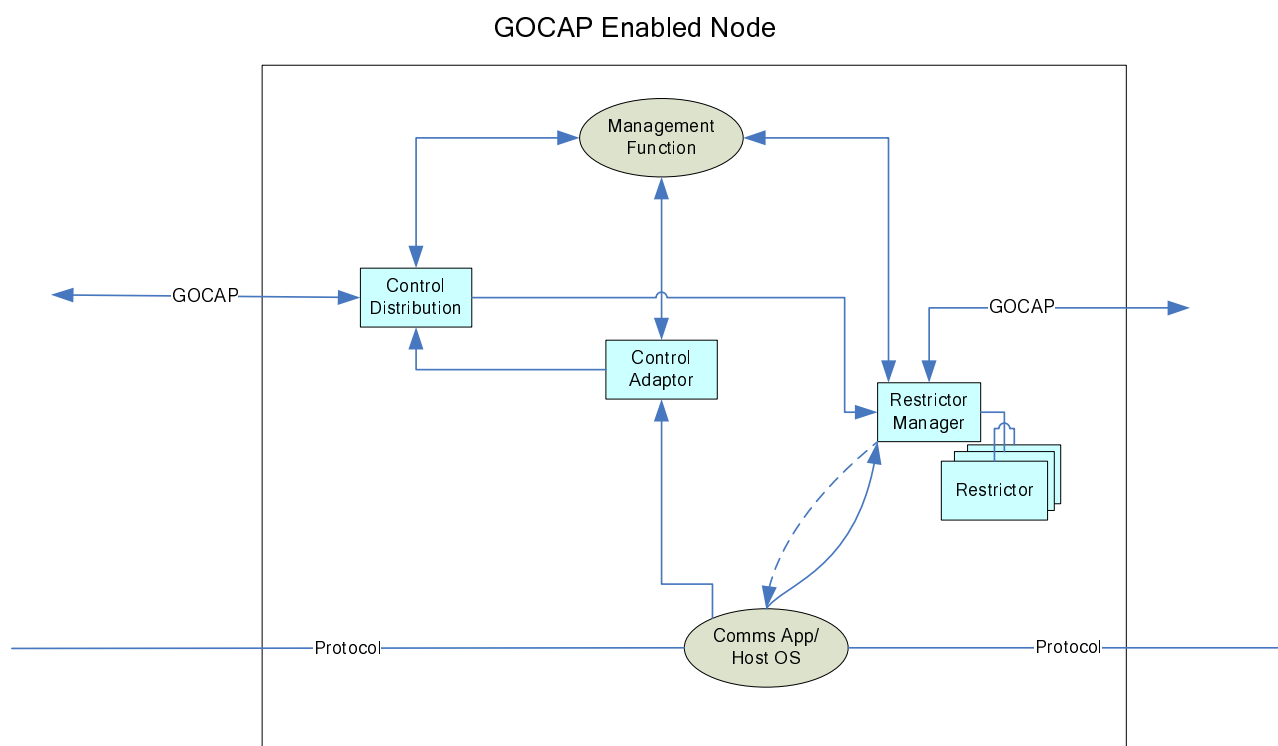 GOCAP Enabled Node
Management
Function
Control
Distribution
GOCAP
GOCAP
Control
Adaptor
Restrictor
Manager
Restrictor
Comms App/
Host OS
Protocol
Protocol